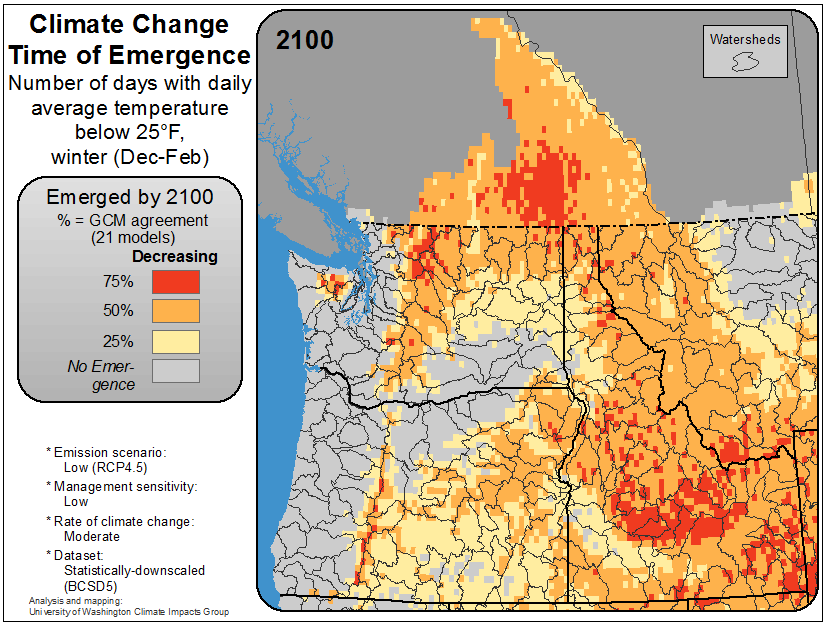 Climate Change
Time of Emergence
Number of days with daily
average temperature
below 25°F,
winter (Dec-Feb)
Emerged by 2100
% = GCM agreement
(21 models)
Decreasing
75%
50%
25%
No Emer-
gence
* Emission scenario:
Low (RCP4.5)
* Management sensitivity:
Low
* Rate of climate change:
Moderate
* Dataset:
Statistically-downscaled
(BCSD5)
Analysis and mapping:
University of Washington Climate Impacts Group
2100
Watersheds